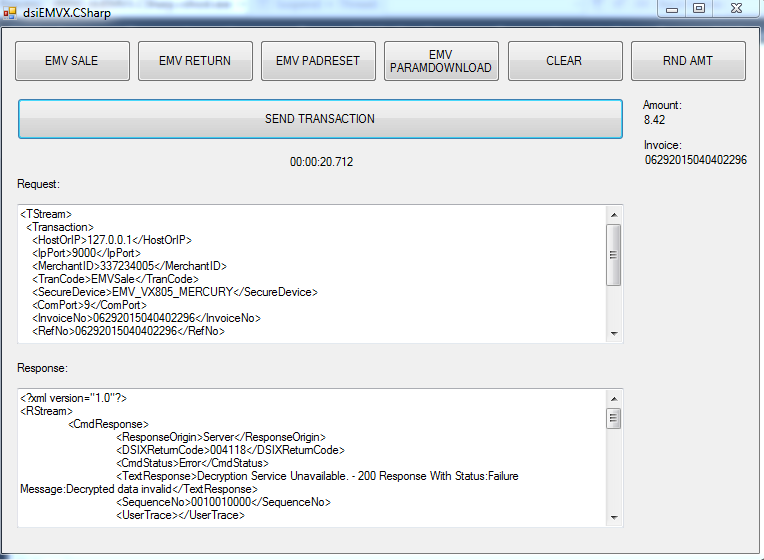 dsiEMVX.CSharp
EMV SALE
EMV RETURN
EMV PADRESET
EMV
PARAMDOWNLOAD
CLEAR
RND AMT
SEND TRANSACTION
Amount:
8.42
00:00:20.712
Invoice:
06292015040402296
Request:
<TStream>
<Transaction>
<HostOrIP>127.0.0.1</HostOrIP>
<IpPort>9000</IpPort>
<MerchantID>337234005</MerchantID>
<TranCode>EMVSale</TranCode>
<SecureDevice>EMV_VX805_MERCURY</SecureDevice>
<ComPort>9</ComPort>
<InvoiceNo>06292015040402296</InvoiceNo>
<RefNo>06292015040402296</RefNo>
Response:
<?xml version="1.0"?>
<RStream>
<CmdResponse>
<ResponseOrigin>Server</ResponseOrigin>
<DSIXReturnCode>004118</DSIXReturnCode>
<CmdStatus>Error</CmdStatus>
<TextResponse>Decryption Service Unavailable. - 200 Response With Status:Failure
Message:Decrypted data invalid</TextResponse>
<SequenceNo>0010010000</SequenceNo>
<UserTrace></UserTrace>